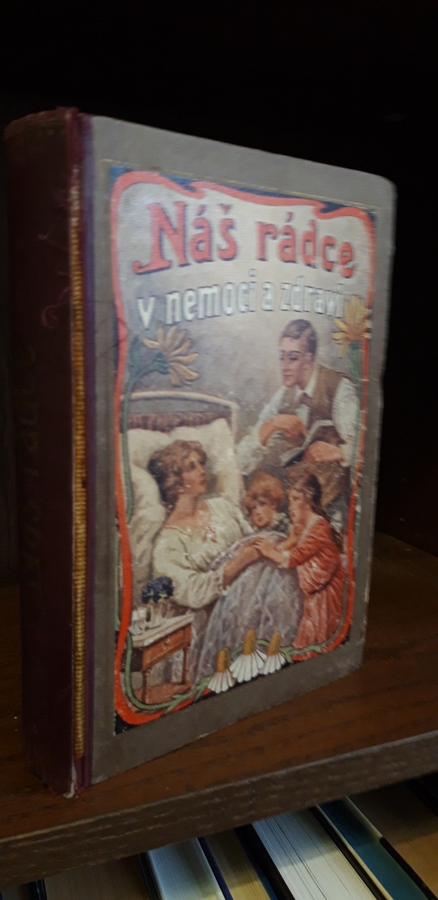 Náš rádce
v nemoci a zdraví